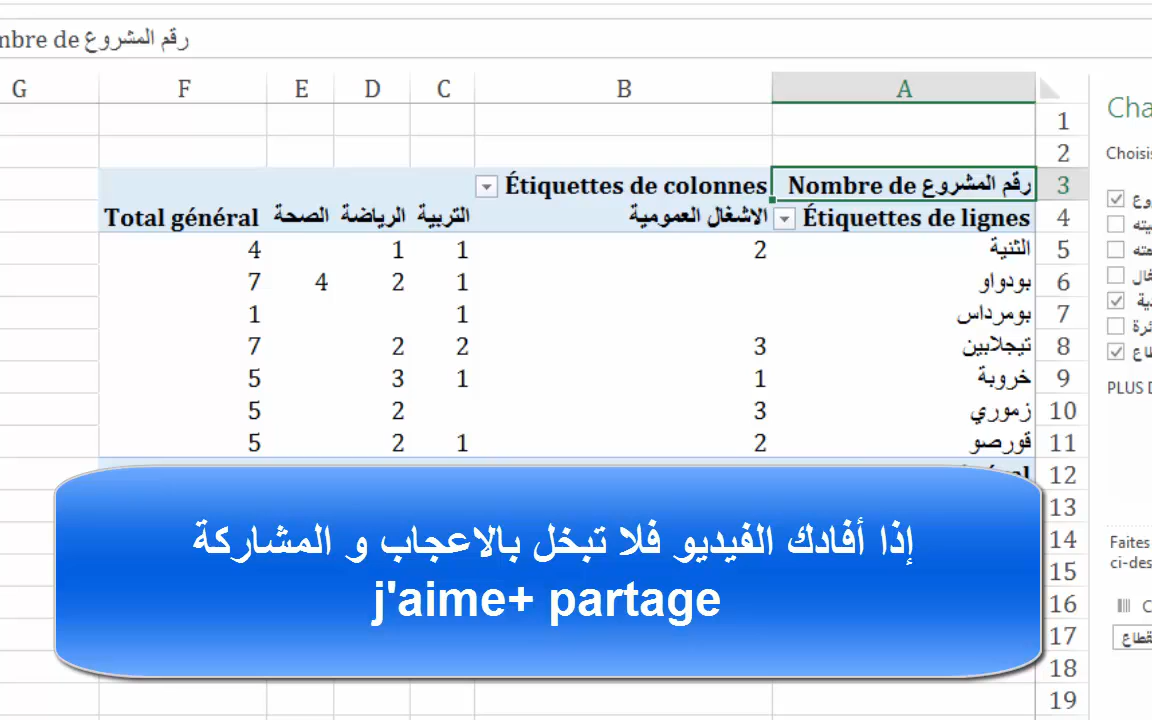 Nombre de رقم المشروع
G F E D C B A
1
2
Étiquettes de colonnes Nombre de رقم المشروع 3
Total général الصحة الرياضة التربية الاشغال العمومية Étiquettes de lignes 4
4 1 1 2 الثنية 5
7 4 2 1 بودواو 6
1 1 بومرداس 7
7 2 2 3 تيجلابين 8
5 3 1 1 خروبة 9
5 2 3 زموري 10
5 2 1 2 قورصو 11
12
13
14
15
16
17
18
19
إذا أفادك الفيديو فلا تبخل بالاعجاب و المشاركة
j'aime+ partage
Cha
Choisis
PLUS D
Faites
ci-des